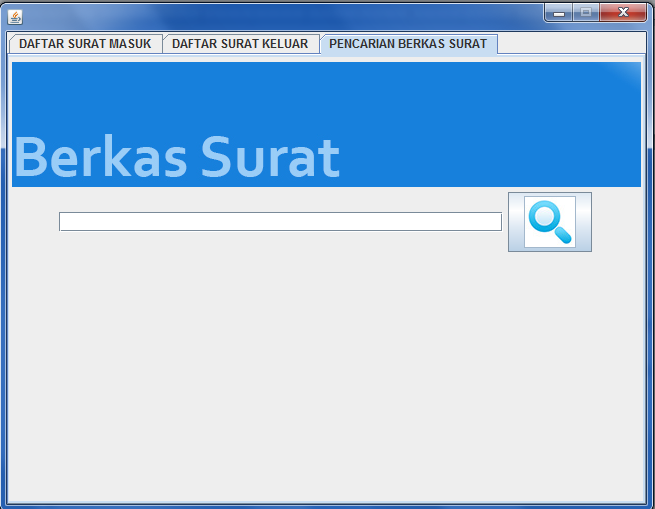 DAFTAR SURAT MASUK
DAFTAR SURAT KELUAR
PENCARIAN BERKAS SURAT
Berkas Surat